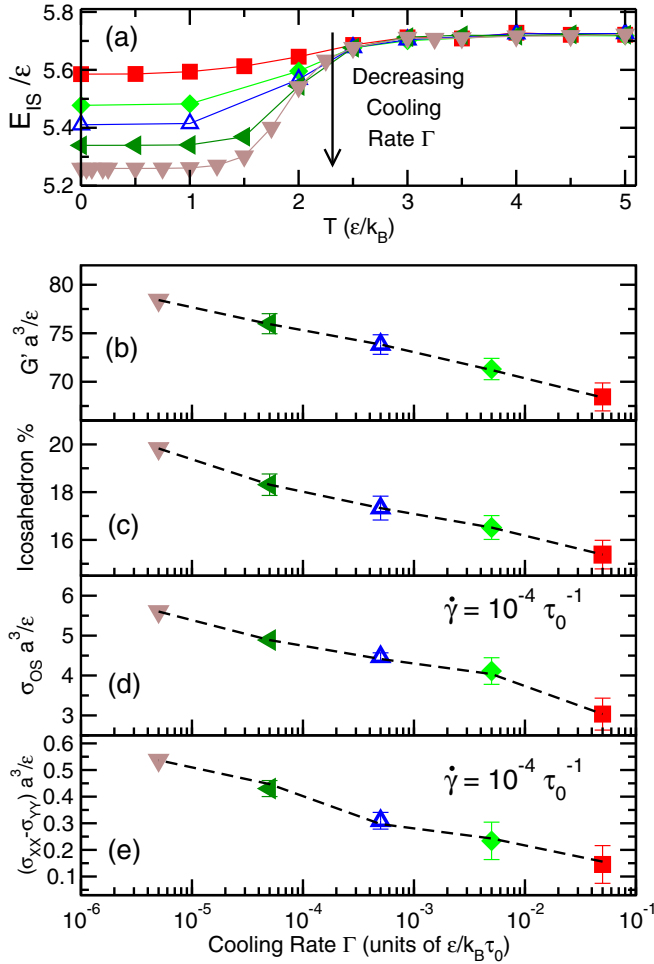 (a)
5.8
5.6
5.4
5.2
E_IS/ε
Decreasing
Cooling
Rate Γ
0 1 2 3 4 5
T (ε/k_B)
(b)
80
75
70
G' a³/ε
(c)
20
18
16
Icosahedron %
(d)
6
5
4
3
σ_OS a³/ε
γ̇ = 10⁻⁴ τ₀⁻¹
(e)
0.6
0.5
0.4
0.3
0.2
0.1
(σ_XX-σ_YY) a³/ε
γ̇ = 10⁻⁴ τ₀⁻¹
10⁻⁶ 10⁻⁵ 10⁻⁴ 10⁻³ 10⁻² 10⁻¹
Cooling Rate Γ (units of ε/k_Bτ₀)